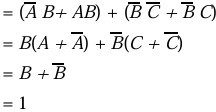 = (A̅ B+ AB) + (B̅ C̅ + B̅ C)
= B(A + A̅) + B̅(C + C̅)
= B + B̅
= 1